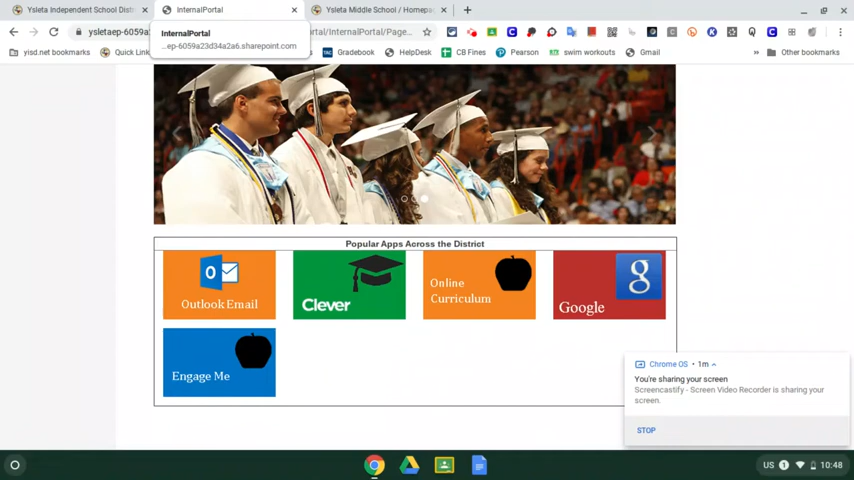 Ysleta Independent School Distri
InternalPortal
Ysleta Middle School / Homepag
ysletaep-6059a
InternalPortal
...ep-6059a23d34a2a6.sharepoint.com
ortal/InternalPortal/Page...
yisd.net bookmarks
Quick Link
Gradebook
HelpDesk
CB Fines
Pearson
swim workouts
Gmail
Other bookmarks
Popular Apps Across the District
Outlook Email
Clever
Online
Curriculum
Google
Engage Me
Chrome OS • 1m
You're sharing your screen
Screencastify - Screen Video Recorder is sharing your
screen.
STOP
US 1 10:48